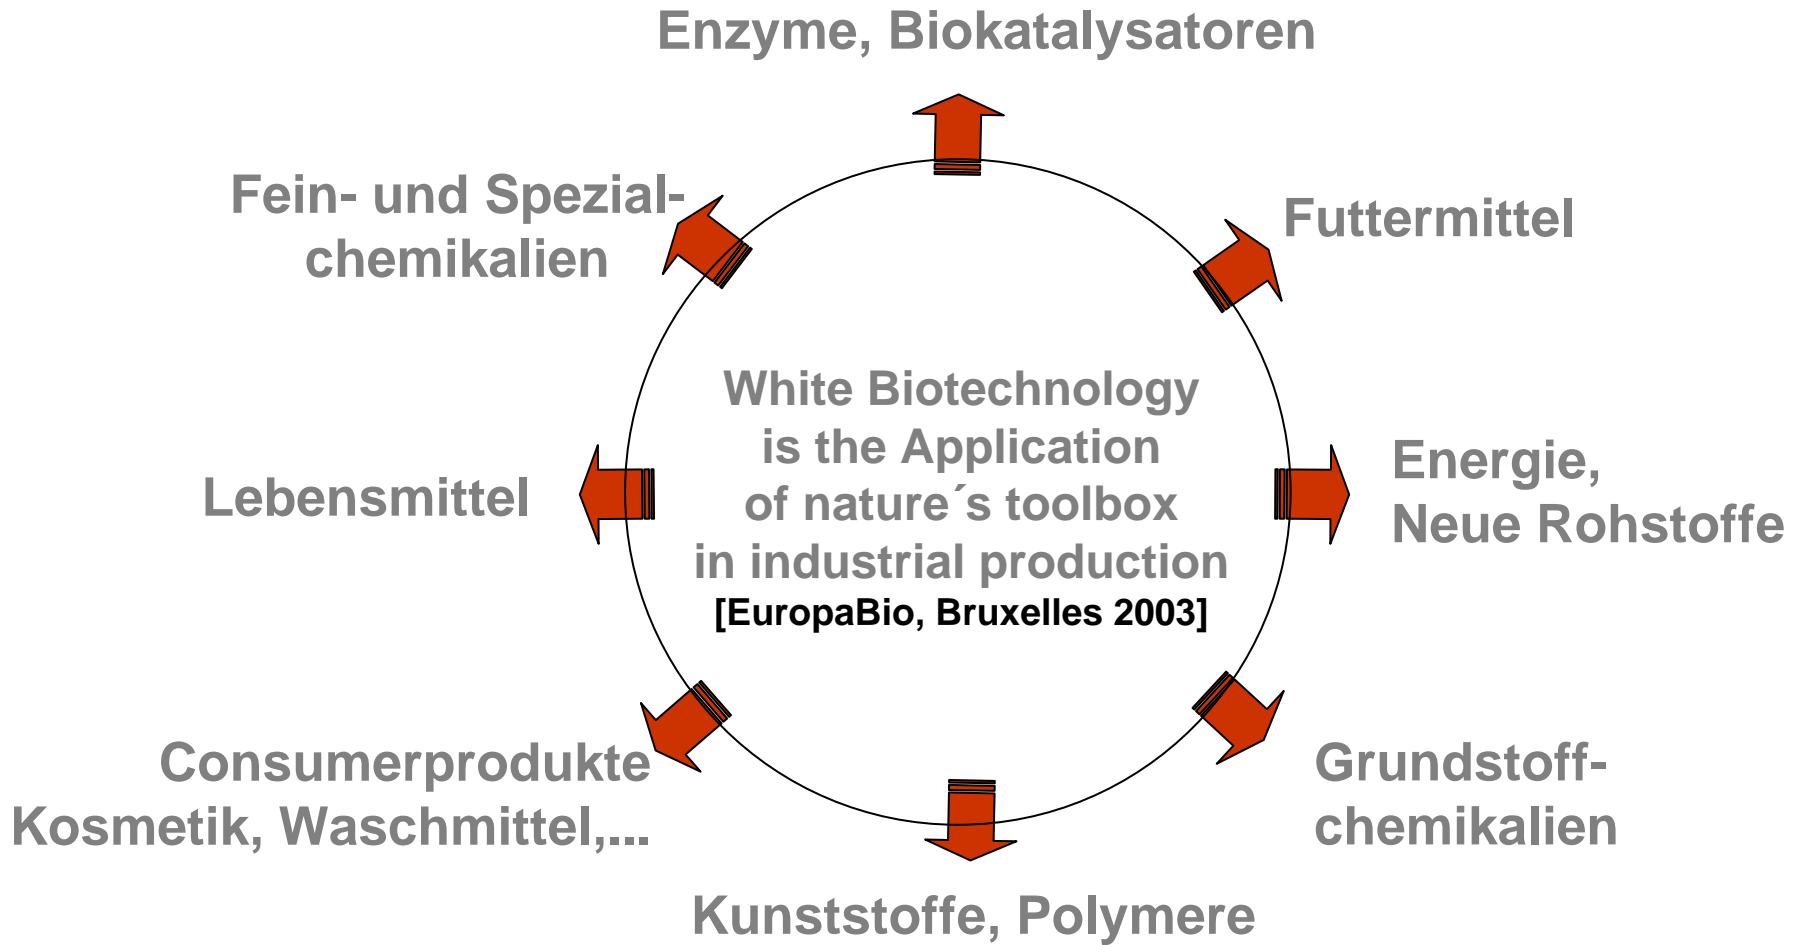 Enzyme, Biokatalysatoren
Fein- und Spezial-
chemikalien
Futtermittel
White Biotechnology
is the Application
of nature´s toolbox
in industrial production
[EuropaBio, Bruxelles 2003]
Lebensmittel
Energie,
Neue Rohstoffe
Consumerprodukte
Kosmetik, Waschmittel,...
Grundstoff-
chemikalien
Kunststoffe, Polymere